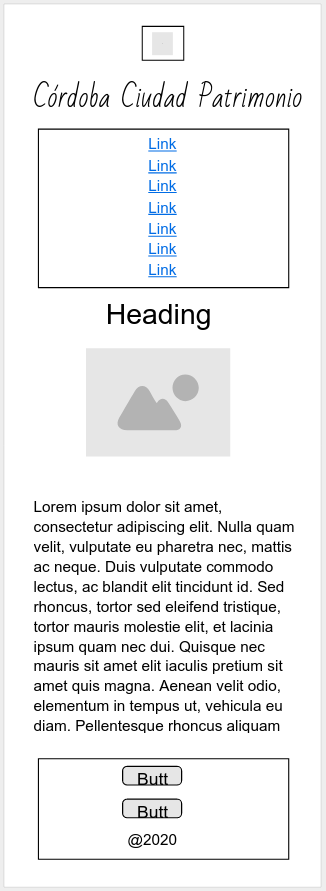 Córdoba Ciudad Patrimonio
Link
Link
Link
Link
Link
Link
Link
Heading
Lorem ipsum dolor sit amet,
consectetur adipiscing elit. Nulla quam
velit, vulputate eu pharetra nec, mattis
ac neque. Duis vulputate commodo
lectus, ac blandit elit tincidunt id. Sed
rhoncus, tortor sed eleifend tristique,
tortor mauris molestie elit, et lacinia
ipsum quam nec dui. Quisque nec
mauris sit amet elit iaculis pretium sit
amet quis magna. Aenean velit odio,
elementum in tempus ut, vehicula eu
diam. Pellentesque rhoncus aliquam
Butt
Butt
@2020